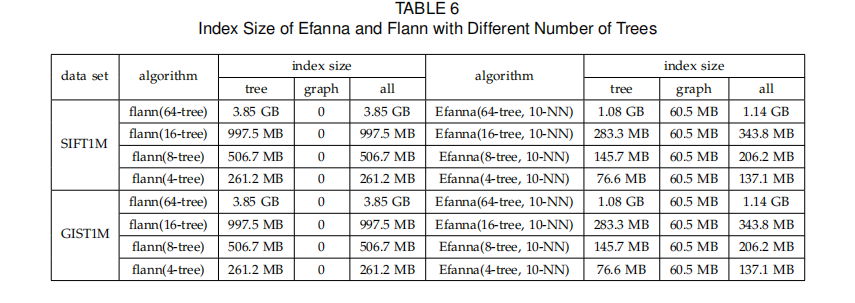 TABLE 6
Index Size of Efanna and Flann with Different Number of Trees
data set algorithm index size algorithm index size
tree graph all tree graph all
SIFT1M flann(64-tree) 3.85 GB 0 3.85 GB Efanna(64-tree, 10-NN) 1.08 GB 60.5 MB 1.14 GB
flann(16-tree) 997.5 MB 0 997.5 MB Efanna(16-tree, 10-NN) 283.3 MB 60.5 MB 343.8 MB
flann(8-tree) 506.7 MB 0 506.7 MB Efanna(8-tree, 10-NN) 145.7 MB 60.5 MB 206.2 MB
flann(4-tree) 261.2 MB 0 261.2 MB Efanna(4-tree, 10-NN) 76.6 MB 60.5 MB 137.1 MB
GIST1M flann(64-tree) 3.85 GB 0 3.85 GB Efanna(64-tree, 10-NN) 1.08 GB 60.5 MB 1.14 GB
flann(16-tree) 997.5 MB 0 997.5 MB Efanna(16-tree, 10-NN) 283.3 MB 60.5 MB 343.8 MB
flann(8-tree) 506.7 MB 0 506.7 MB Efanna(8-tree, 10-NN) 145.7 MB 60.5 MB 206.2 MB
flann(4-tree) 261.2 MB 0 261.2 MB Efanna(4-tree, 10-NN) 76.6 MB 60.5 MB 137.1 MB